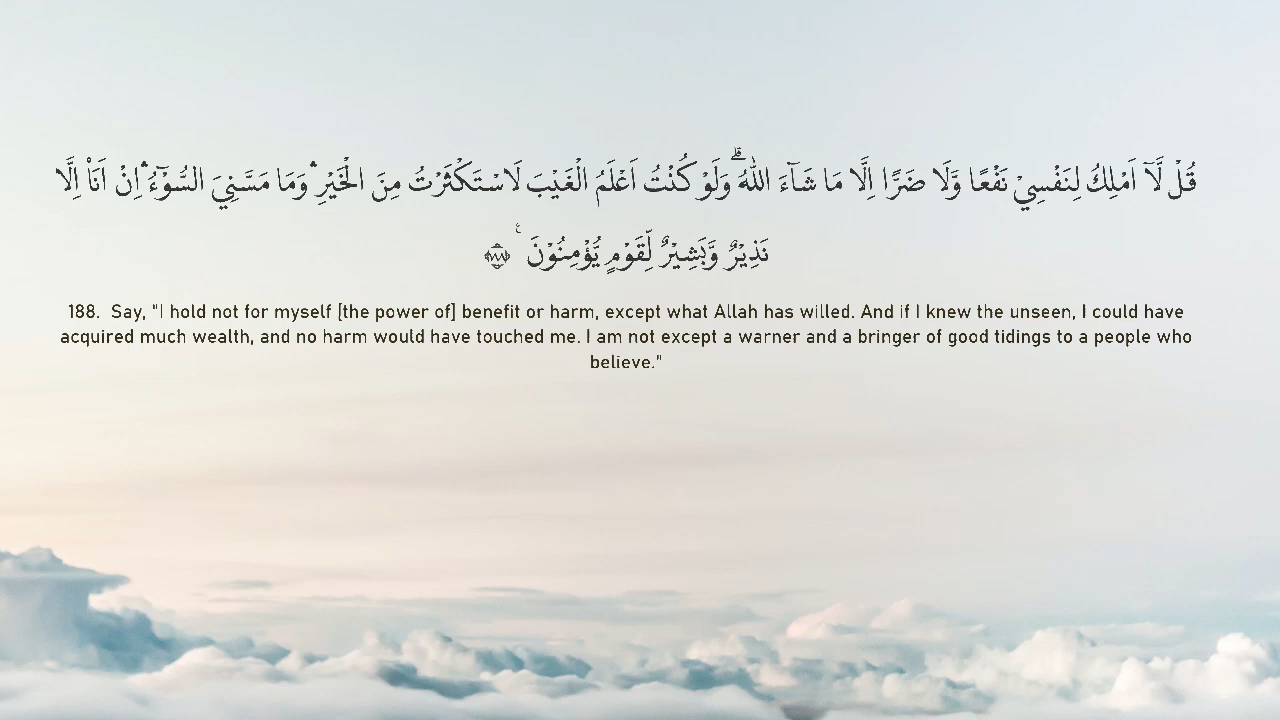 قُلْ لَّآ اَمْلِكُ لِنَفْسِيْ نَفْعًا وَّلَا ضَرًّا اِلَّا مَا شَاۤءَ اللّٰهُ ۗوَلَوْ كُنْتُ اَعْلَمُ الْغَيْبَ لَاسْتَكْثَرْتُ مِنَ الْخَيْرِۛ وَمَا مَسَّنِيَ السُّوْۤءُ ۛاِنْ اَنَا۠ اِلَّا
نَذِيْرٌ وَّبَشِيْرٌ لِّقَوْمٍ يُّؤْمِنُوْنَ ࣖ ١٨٨
188. Say, "I hold not for myself [the power of] benefit or harm, except what Allah has willed. And if I knew the unseen, I could have
acquired much wealth, and no harm would have touched me. I am not except a warner and a bringer of good tidings to a people who
believe."